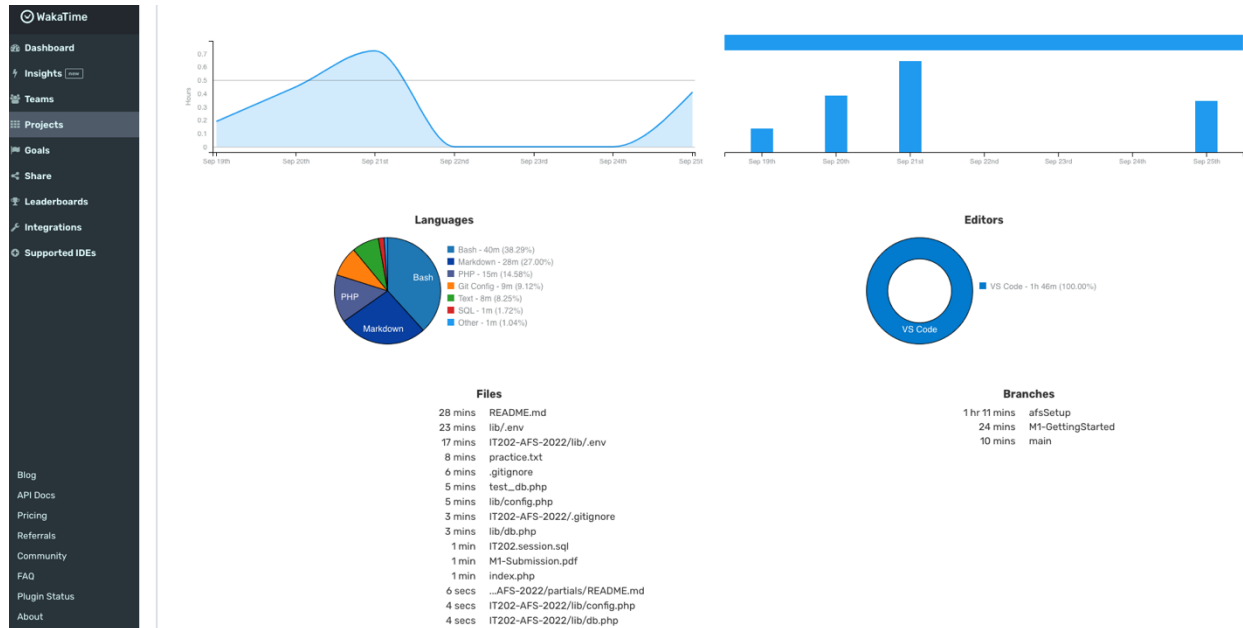 WakaTime
Dashboard
Insights new
Teams
Projects
Goals
Share
Leaderboards
Integrations
Supported IDEs
Blog
API Docs
Pricing
Referrals
Community
FAQ
Plugin Status
About
Hours
0.7
0.6
0.5
0.4
0.3
0.2
0.1
0
Sep 19th Sep 20th Sep 21st Sep 22nd Sep 23rd Sep 24th Sep 25t
Sep 19th Sep 20th Sep 21st Sep 22nd Sep 23rd Sep 24th Sep 25th
Languages
Bash
PHP
Markdown
Bash - 40m (38.29%)
Markdown - 28m (27.00%)
PHP - 15m (14.58%)
Git Config - 9m (9.12%)
Text - 8m (8.25%)
SQL - 1m (1.72%)
Other - 1m (1.04%)
Editors
VS Code
VS Code - 1h 46m (100.00%)
Files
28 mins README.md
23 mins lib/.env
17 mins IT202-AFS-2022/lib/.env
8 mins practice.txt
6 mins .gitignore
5 mins test_db.php
5 mins lib/config.php
3 mins IT202-AFS-2022/.gitignore
3 mins lib/db.php
1 min IT202.session.sql
1 min M1-Submission.pdf
1 min index.php
6 secs ...AFS-2022/partials/README.md
4 secs IT202-AFS-2022/lib/config.php
4 secs IT202-AFS-2022/lib/db.php
Branches
1 hr 11 mins afsSetup
24 mins M1-GettingStarted
10 mins main